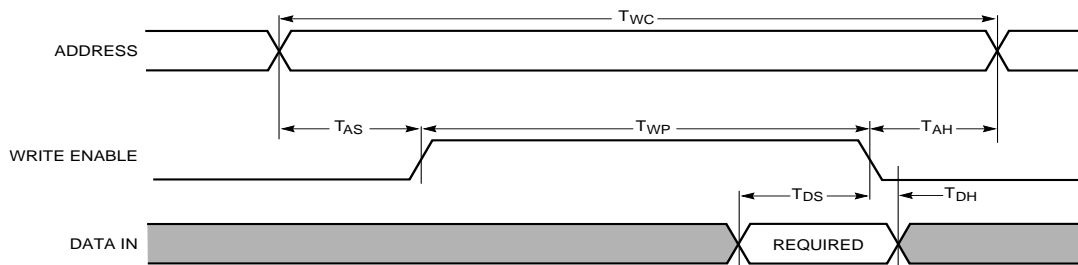 TWC
ADDRESS
TAS
TWP
TAH
WRITE ENABLE
TDS
TDH
DATA IN
REQUIRED